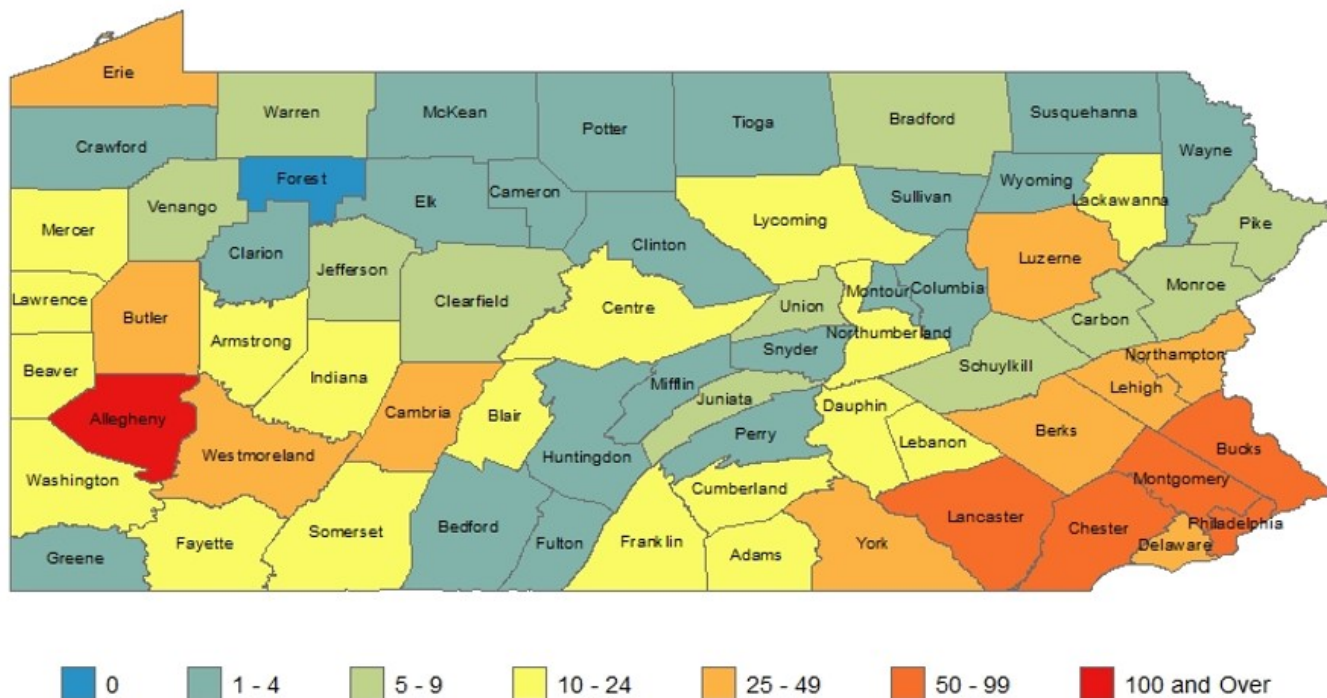 Erie
Warren
McKean
Potter
Tioga
Bradford
Susquehanna
Wayne
Crawford
Forest
Elk
Cameron
Sullivan
Wyoming
Lackawanna
Pike
Venango
Mercer
Clarion
Jefferson
Clearfield
Clinton
Lycoming
Luzerne
Monroe
Lawrence
Butler
Armstrong
Centre
Union
Montour
Columbia
Carbon
Beaver
Indiana
Northumberland
Snyder
Schuylkill
Northampton
Lehigh
Allegheny
Westmoreland
Cambria
Blair
Mifflin
Juniata
Perry
Dauphin
Lebanon
Berks
Bucks
Washington
Huntingdon
Cumberland
Montgomery
Greene
Fayette
Somerset
Bedford
Fulton
Franklin
Adams
York
Lancaster
Chester
Delaware
Philadelphia
0
1 - 4
5 - 9
10 - 24
25 - 49
50 - 99
100 and Over